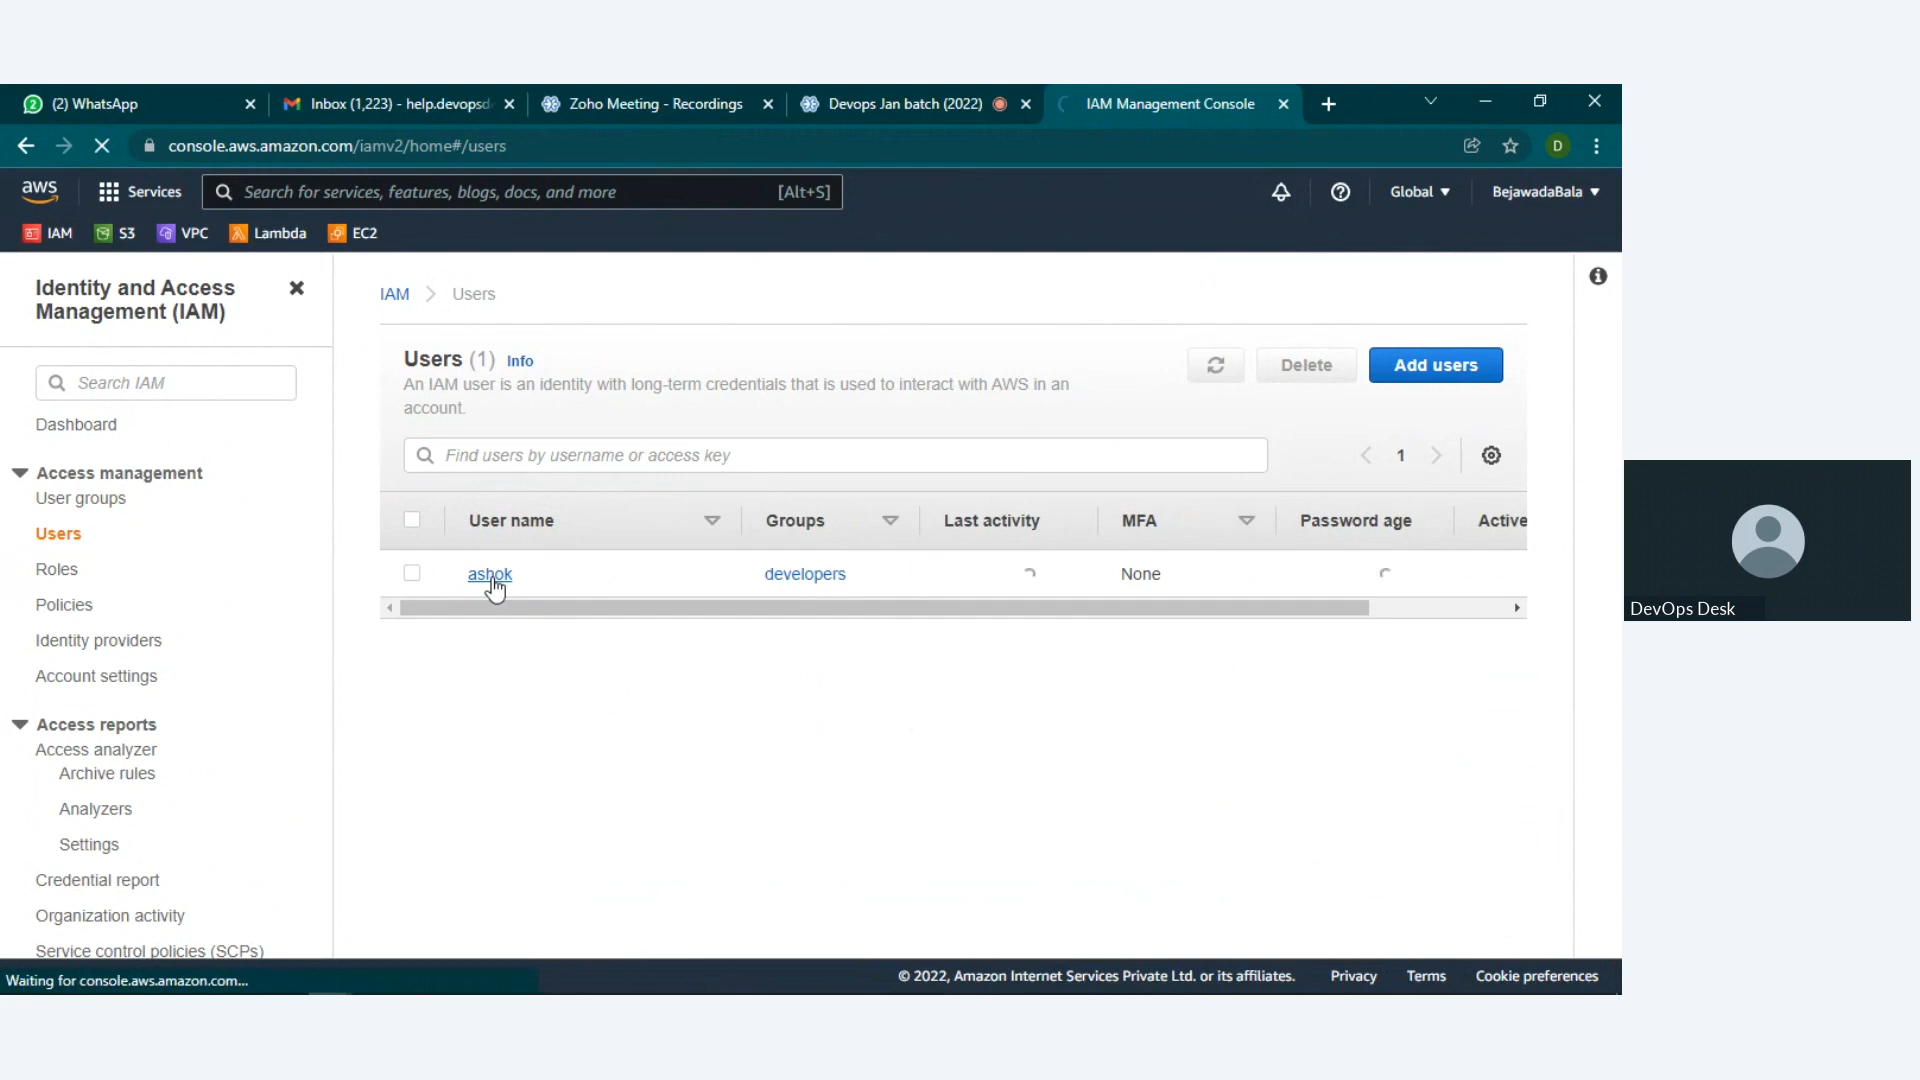 (2) WhatsApp
Inbox (1,223) - help.devopsd
Zoho Meeting - Recordings
Devops Jan batch (2022)
IAM Management Console
console.aws.amazon.com/iamv2/home#/users
D
aws
Services
Search for services, features, blogs, docs, and more
[Alt+S]
Global
BejawadaBala
IAM
S3
VPC
Lambda
EC2
Identity and Access
Management (IAM)
Search IAM
Dashboard
Access management
User groups
Users
Roles
Policies
Identity providers
Account settings
Access reports
Access analyzer
Archive rules
Analyzers
Settings
Credential report
Organization activity
Service control policies (SCPs)
IAM > Users
Users (1) Info
An IAM user is an identity with long-term credentials that is used to interact with AWS in an
account.
Delete
Add users
Find users by username or access key
1
User name
Groups
Last activity
MFA
Password age
Active
ashok
developers
None
DevOps Desk
Waiting for console.aws.amazon.com...
© 2022, Amazon Internet Services Private Ltd. or its affiliates.
Privacy
Terms
Cookie preferences